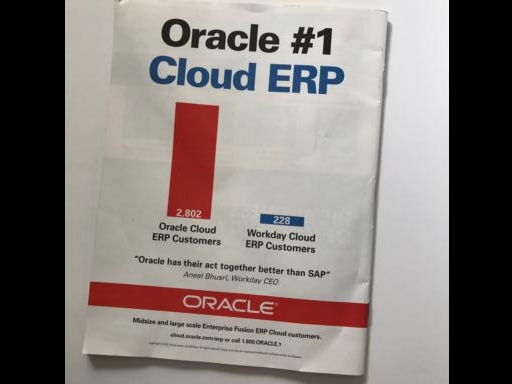 Oracle #1
Cloud ERP
2,802
228
Oracle Cloud
ERP Customers
Workday Cloud
ERP Customers
"Oracle has their act together better than SAP"
Aneel Bhusri, Workday CEO
ORACLE
Midsize and large scale Enterprise Fusion ERP Cloud customers.
cloud.oracle.com/erp or call 1.800.ORACLE.1